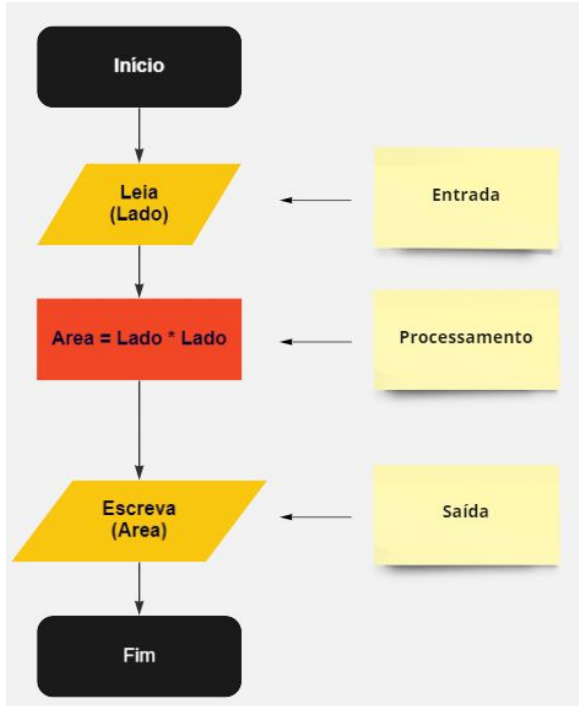 Início
Leia
(Lado)
Entrada
Area = Lado * Lado
Processamento
Escreva
(Area)
Saída
Fim